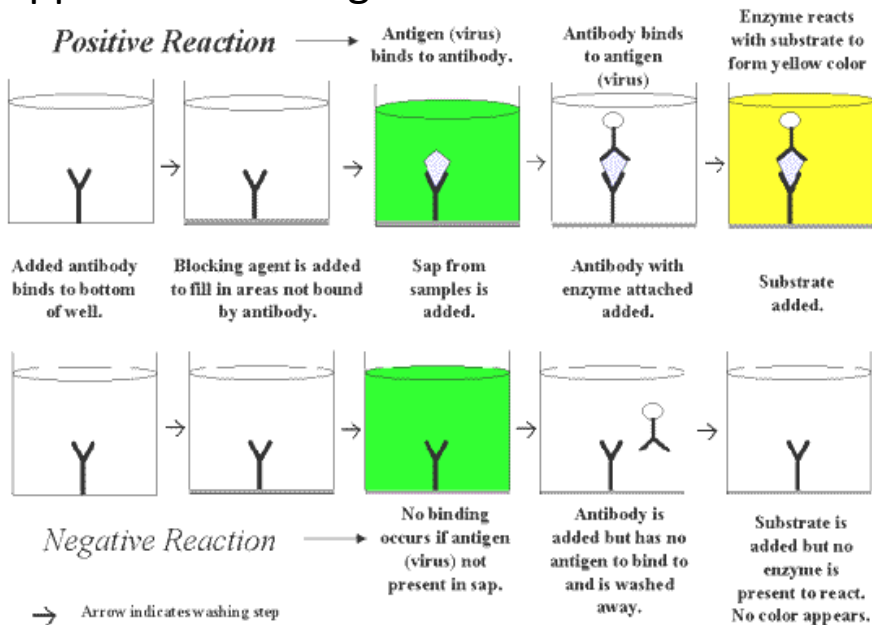 Positive Reaction
Antigen (virus)
binds to antibody.
Antibody binds
to antigen
(virus)
Enzyme reacts
with substrate to
form yellow color
Added antibody
binds to bottom
of well.
Blocking agent is added
to fill in areas not bound
by antibody.
Sap from
samples is
added.
Antibody with
enzyme attached
added.
Substrate
added.
Negative Reaction
No binding
occurs if antigen
(virus) not
present in sap.
Antibody is
added but has no
antigen to bind to
and is washed
away.
Substrate is
added but no
enzyme is
present to react.
No color appears.
Arrow indicates washing step